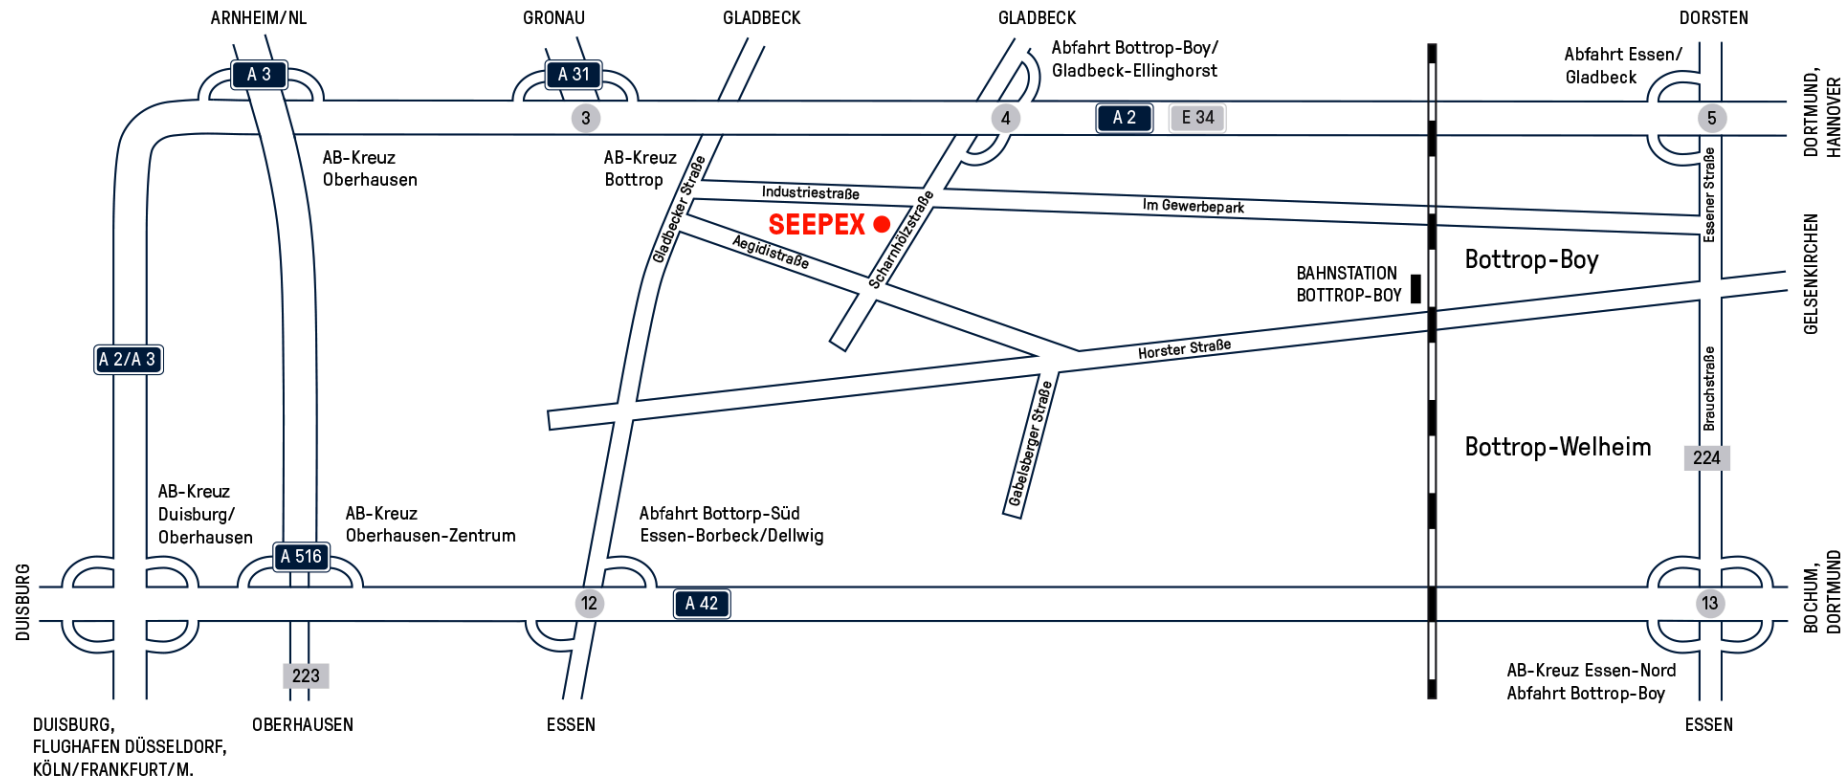 ARNHEIM/NL
GRONAU
GLADBECK
GLADBECK
DORSTEN
A 3
A 31
Abfahrt Bottrop-Boy/
Gladbeck-Ellinghorst
Abfahrt Essen/
Gladbeck
3
4
A 2
E 34
5
DORTMUND,
HANNOVER
AB-Kreuz
Oberhausen
AB-Kreuz
Bottrop
Gladbecker Straße
Industriestraße
Im Gewerbepark
Essener Straße
SEEPEX
Scharnhölzstraße
Aegidistraße
Bottrop-Boy
BAHNSTATION
BOTTROP-BOY
GELSENKIRCHEN
A 2/A 3
Horster Straße
Brauchstraße
Gabelsberger Straße
Bottrop-Welheim
224
AB-Kreuz
Duisburg/
Oberhausen
AB-Kreuz
Oberhausen-Zentrum
Abfahrt Bottorp-Süd
Essen-Borbeck/Dellwig
A 516
DUISBURG
12
A 42
13
BOCHUM,
DORTMUND
223
AB-Kreuz Essen-Nord
Abfahrt Bottrop-Boy
DUISBURG,
FLUGHAFEN DÜSSELDORF,
KÖLN/FRANKFURT/M.
OBERHAUSEN
ESSEN
ESSEN